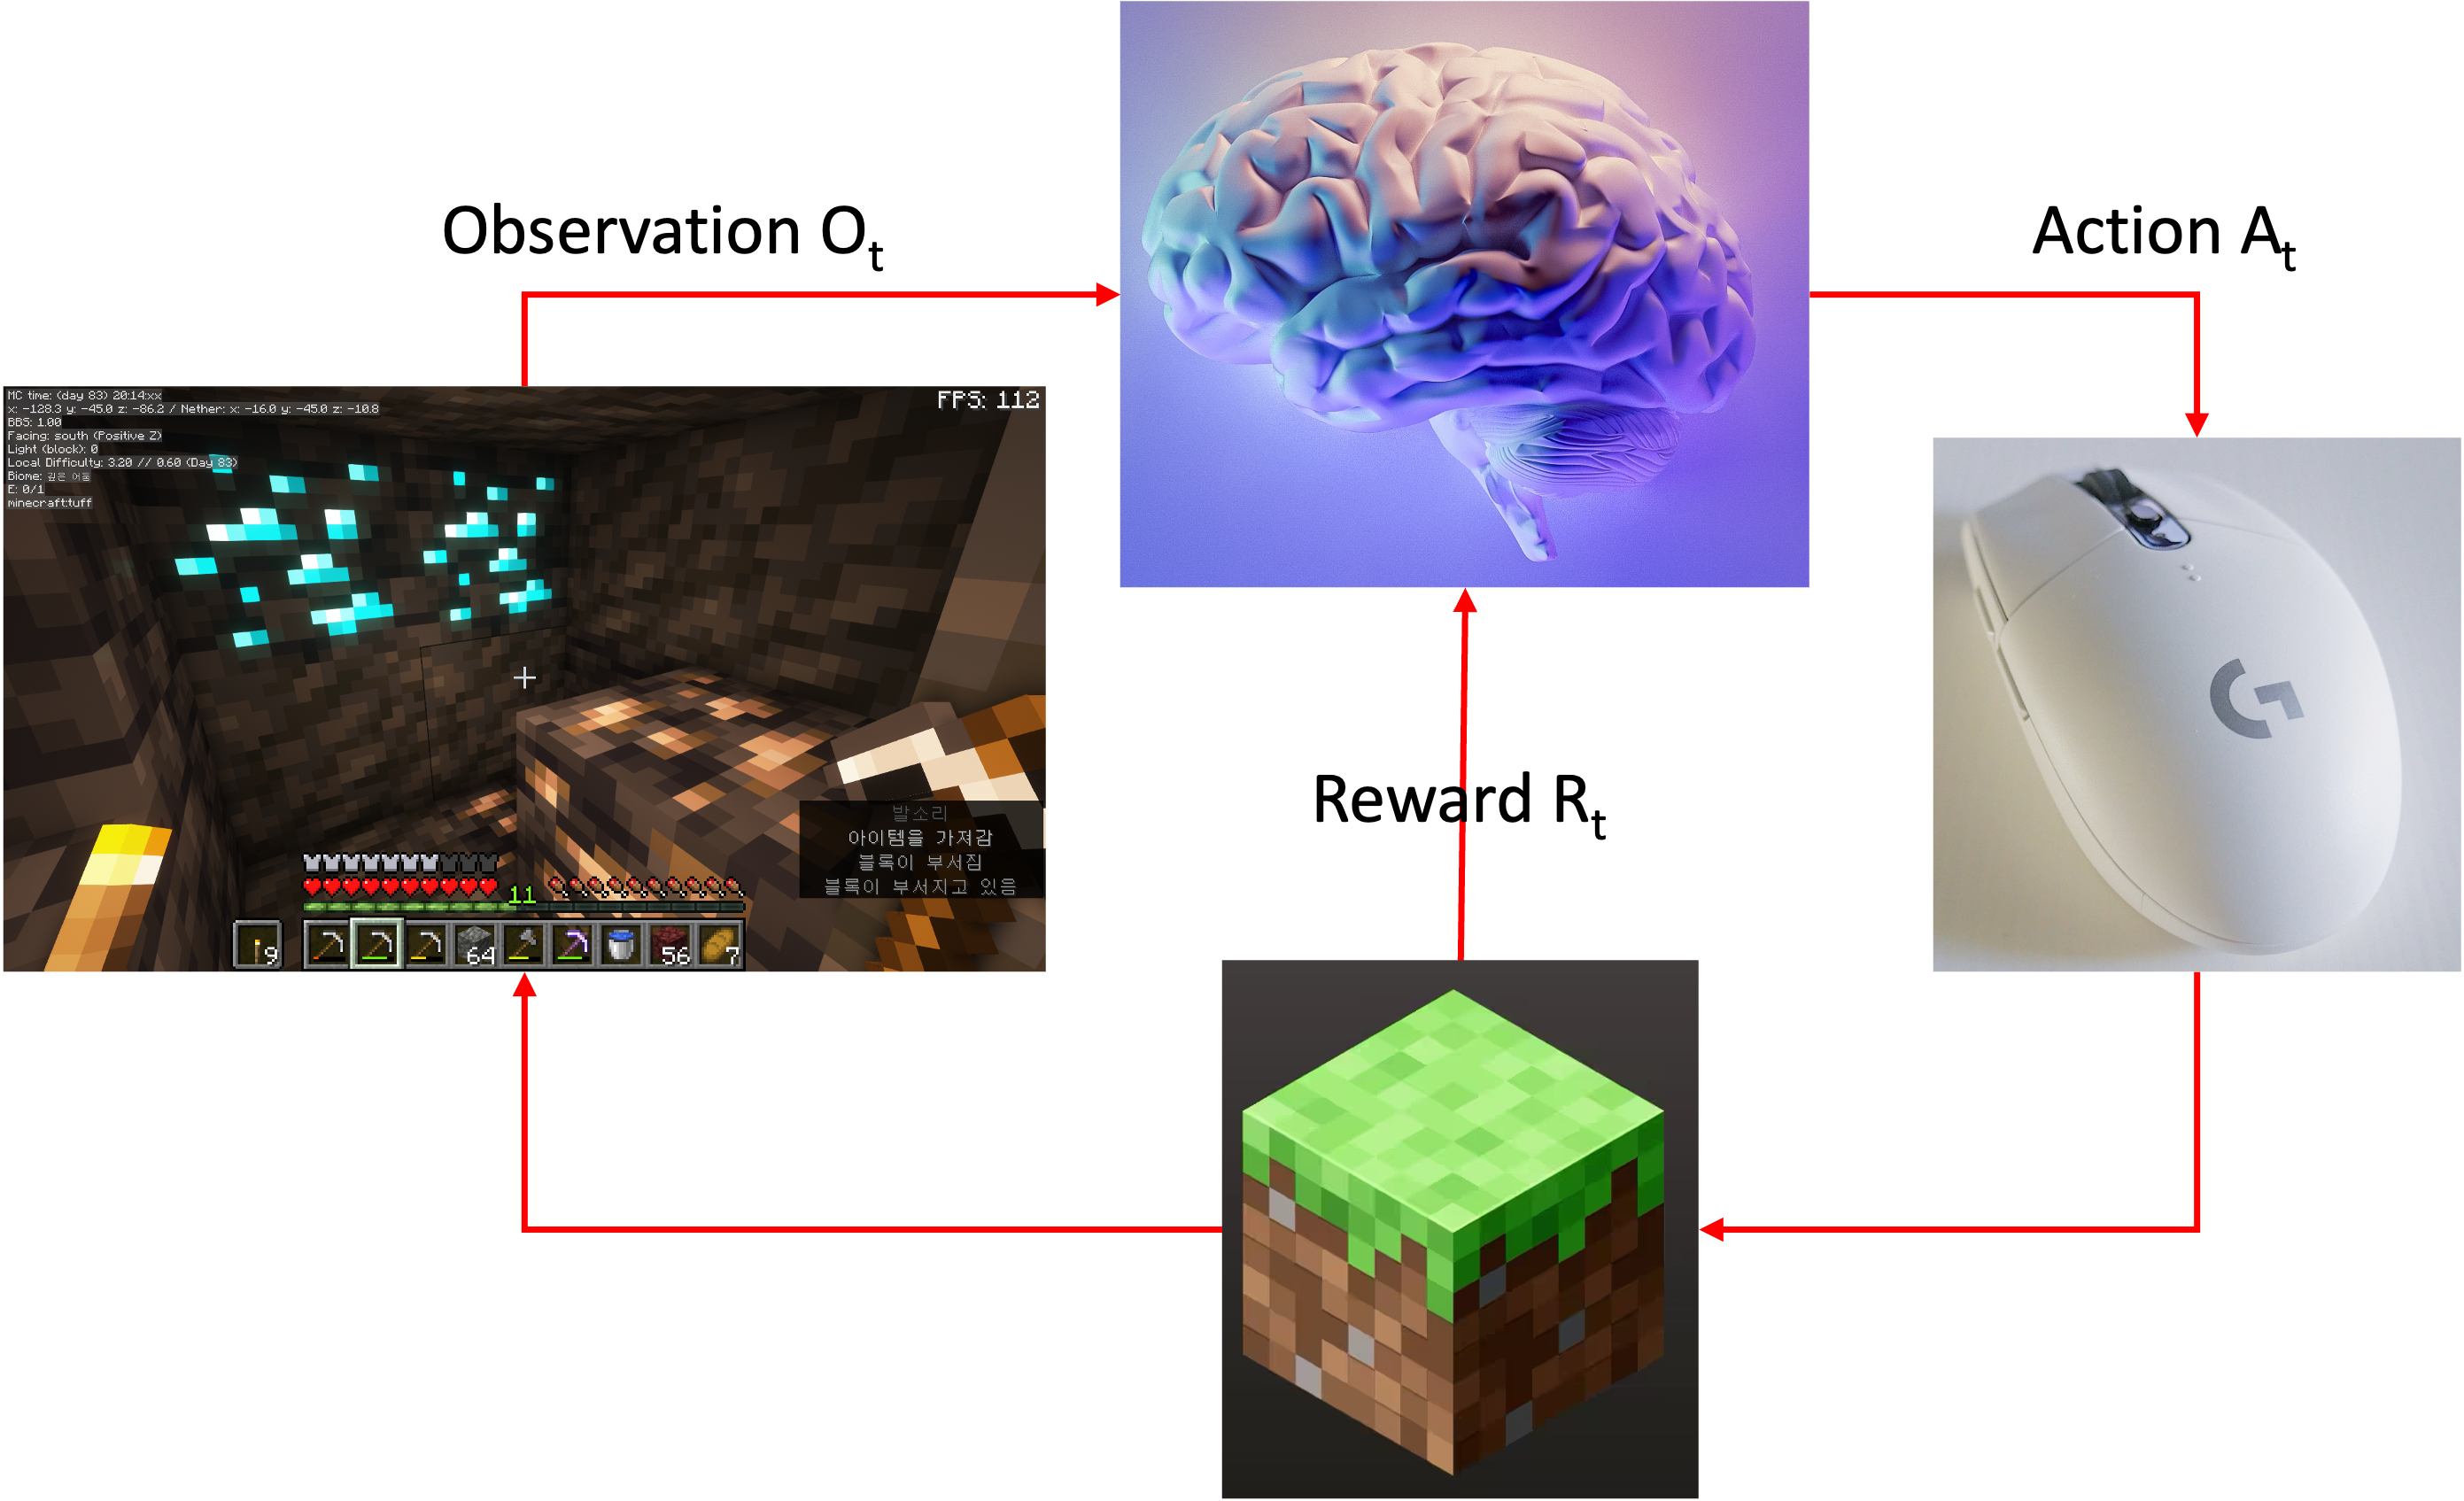 Observation Oₜ
Action Aₜ
MC time: (day 83) 20:14:xx
x: -128.3 y: -45.0 z: -86.2 / Nether: x: -16.0 y: -45.0 z: -10.8
BBS: 1.00
Facing: south (Positive Z)
Light (block): 0
Local Difficulty: 3.20 // 0.60 (Day 83)
Biome: 깊은 어둠
E: 0/1
minecraft:tuff
FPS: 112
발소리
아이템을 가져감
블록이 부서짐
블록이 부서지고 있음
11
9 64 56 7
Reward Rₜ
G